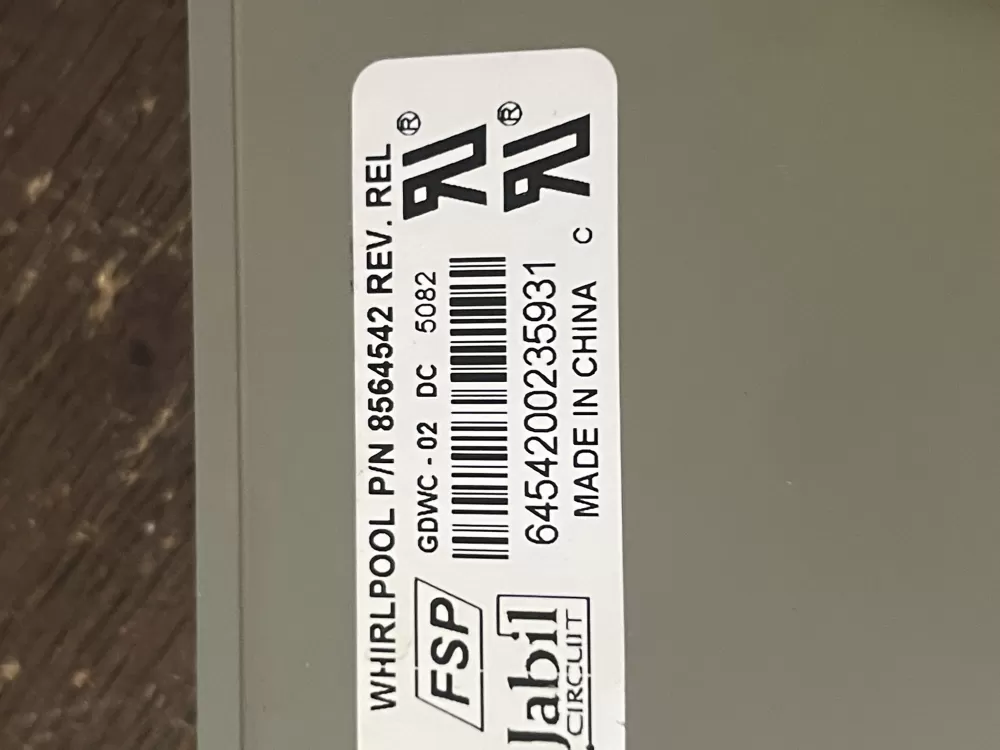 WHIRLPOOL P/N 8564542 REV. REL
FSP
GDWC - 02 DC 5082
Jabil
CIRCUIT
6454200235931
MADE IN CHINA C
®
®